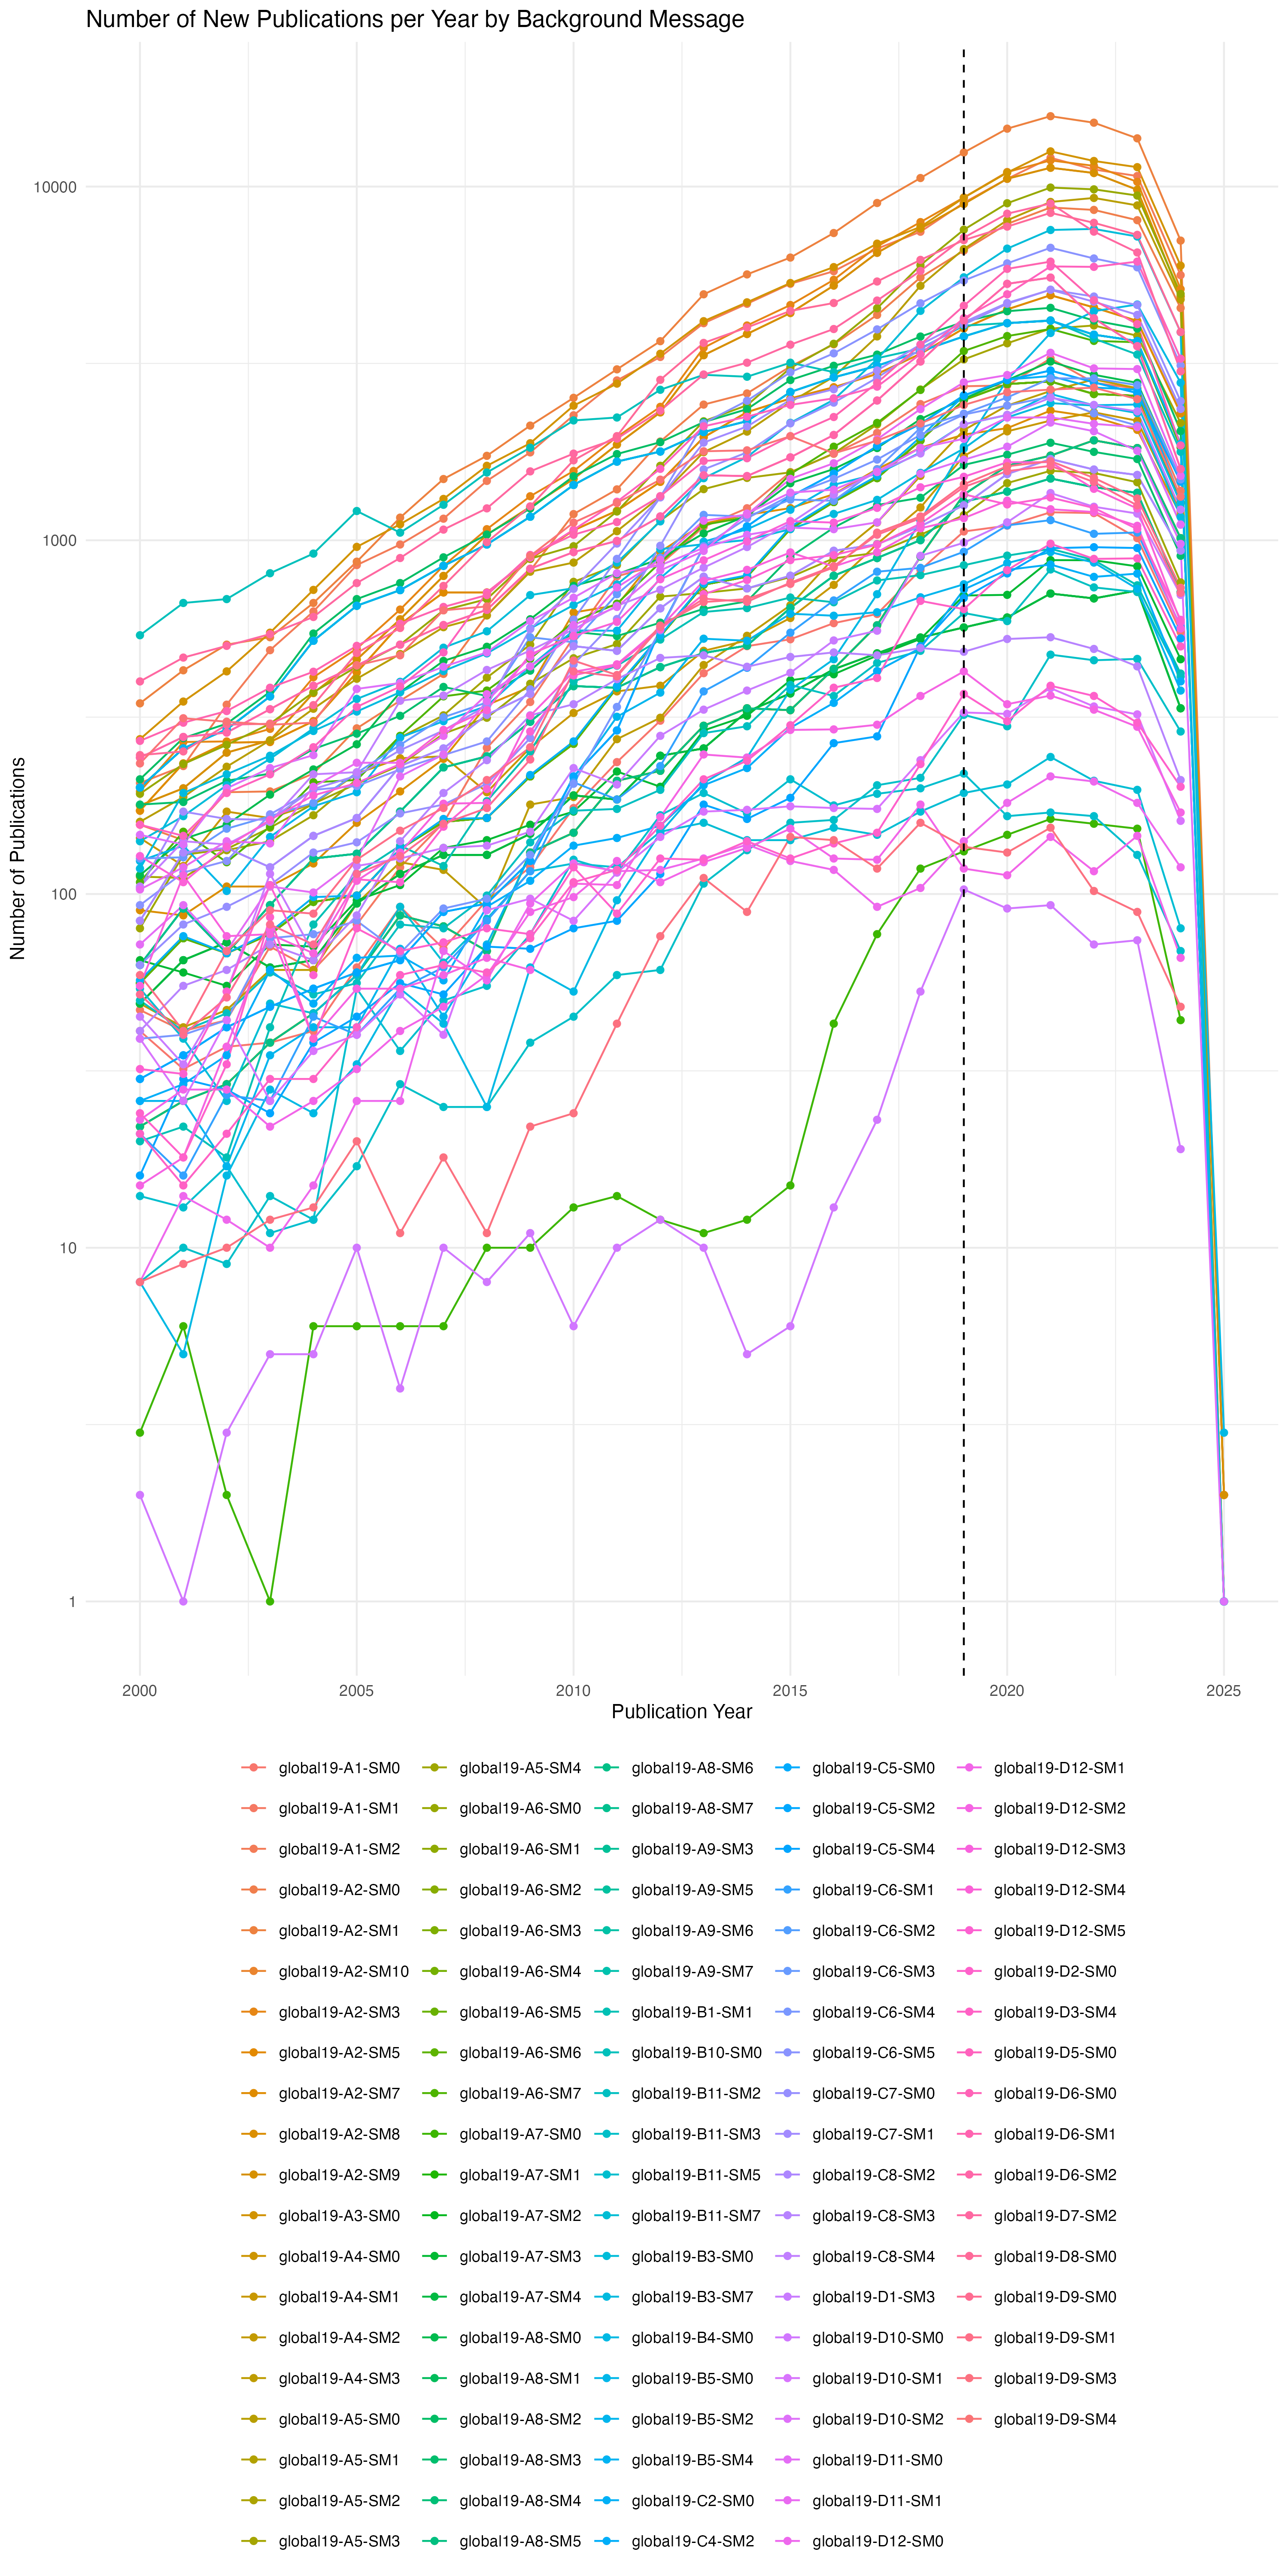 Number of New Publications per Year by Background Message
Number of Publications
10000
1000
100
10
1
2000 2005 2010 2015 2020 2025
Publication Year
global19-A1-SM0 global19-A5-SM4 global19-A8-SM6 global19-C5-SM0 global19-D12-SM1
global19-A1-SM1 global19-A6-SM0 global19-A8-SM7 global19-C5-SM2 global19-D12-SM2
global19-A1-SM2 global19-A6-SM1 global19-A9-SM3 global19-C5-SM4 global19-D12-SM3
global19-A2-SM0 global19-A6-SM2 global19-A9-SM5 global19-C6-SM1 global19-D12-SM4
global19-A2-SM1 global19-A6-SM3 global19-A9-SM6 global19-C6-SM2 global19-D12-SM5
global19-A2-SM10 global19-A6-SM4 global19-A9-SM7 global19-C6-SM3 global19-D2-SM0
global19-A2-SM3 global19-A6-SM5 global19-B1-SM1 global19-C6-SM4 global19-D3-SM4
global19-A2-SM5 global19-A6-SM6 global19-B10-SM0 global19-C6-SM5 global19-D5-SM0
global19-A2-SM7 global19-A6-SM7 global19-B11-SM2 global19-C7-SM0 global19-D6-SM0
global19-A2-SM8 global19-A7-SM0 global19-B11-SM3 global19-C7-SM1 global19-D6-SM1
global19-A2-SM9 global19-A7-SM1 global19-B11-SM5 global19-C8-SM2 global19-D6-SM2
global19-A3-SM0 global19-A7-SM2 global19-B11-SM7 global19-C8-SM3 global19-D7-SM2
global19-A4-SM0 global19-A7-SM3 global19-B3-SM0 global19-C8-SM4 global19-D8-SM0
global19-A4-SM1 global19-A7-SM4 global19-B3-SM7 global19-D1-SM3 global19-D9-SM0
global19-A4-SM2 global19-A8-SM0 global19-B4-SM0 global19-D10-SM0 global19-D9-SM1
global19-A4-SM3 global19-A8-SM1 global19-B5-SM0 global19-D10-SM1 global19-D9-SM3
global19-A5-SM0 global19-A8-SM2 global19-B5-SM2 global19-D10-SM2 global19-D9-SM4
global19-A5-SM1 global19-A8-SM3 global19-B5-SM4 global19-D11-SM0
global19-A5-SM2 global19-A8-SM4 global19-C2-SM0 global19-D11-SM1
global19-A5-SM3 global19-A8-SM5 global19-C4-SM2 global19-D12-SM0